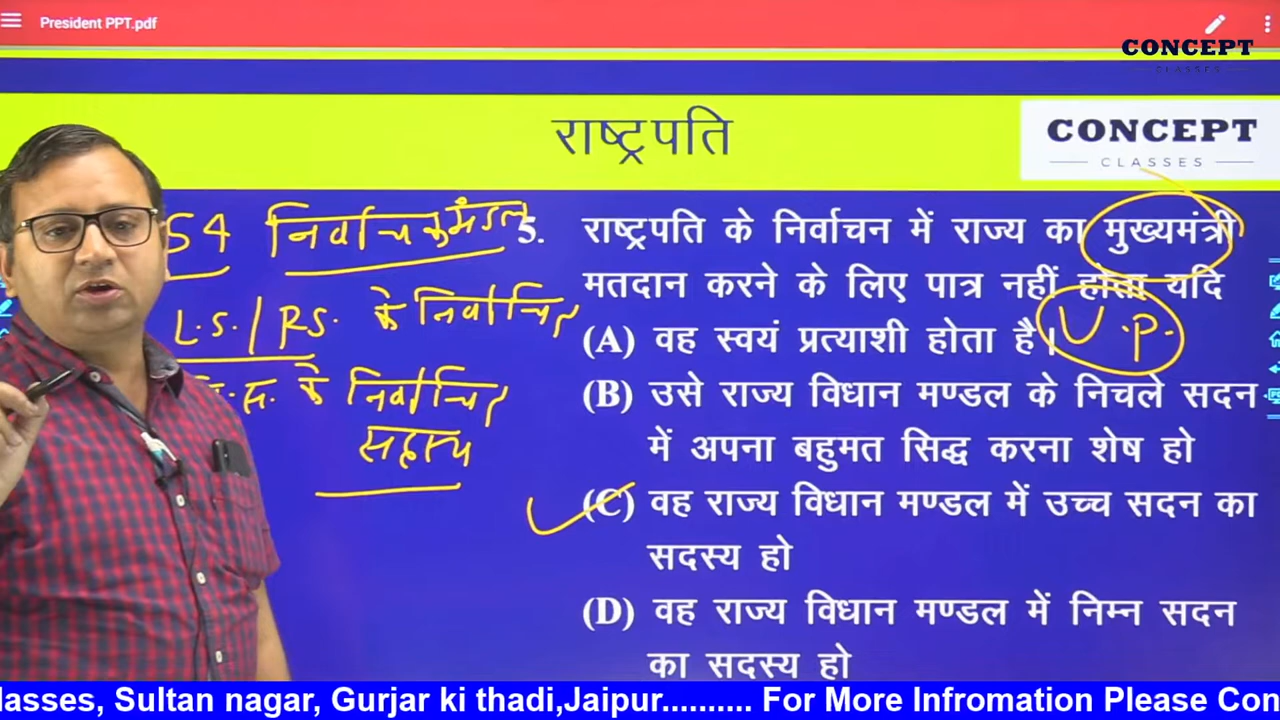 President PPT.pdf
CONCEPT
CLASSES
राष्ट्रपति
CONCEPT
CLASSES
54 निर्वाचक मंडल
L.S./R.S. के निर्वाचित
वि.स. के निर्वाचित
सदस्य
5. राष्ट्रपति के निर्वाचन में राज्य का मुख्यमंत्री
मतदान करने के लिए पात्र नहीं होता यदि
(A) वह स्वयं प्रत्याशी होता है।
U.P.
(B) उसे राज्य विधान मण्डल के निचले सदन
में अपना बहुमत सिद्ध करना शेष हो
(C) वह राज्य विधान मण्डल में उच्च सदन का
सदस्य हो
(D) वह राज्य विधान मण्डल में निम्न सदन
का सदस्य हो
lasses, Sultan nagar, Gurjar ki thadi,Jaipur.......... For More Infromation Please Con